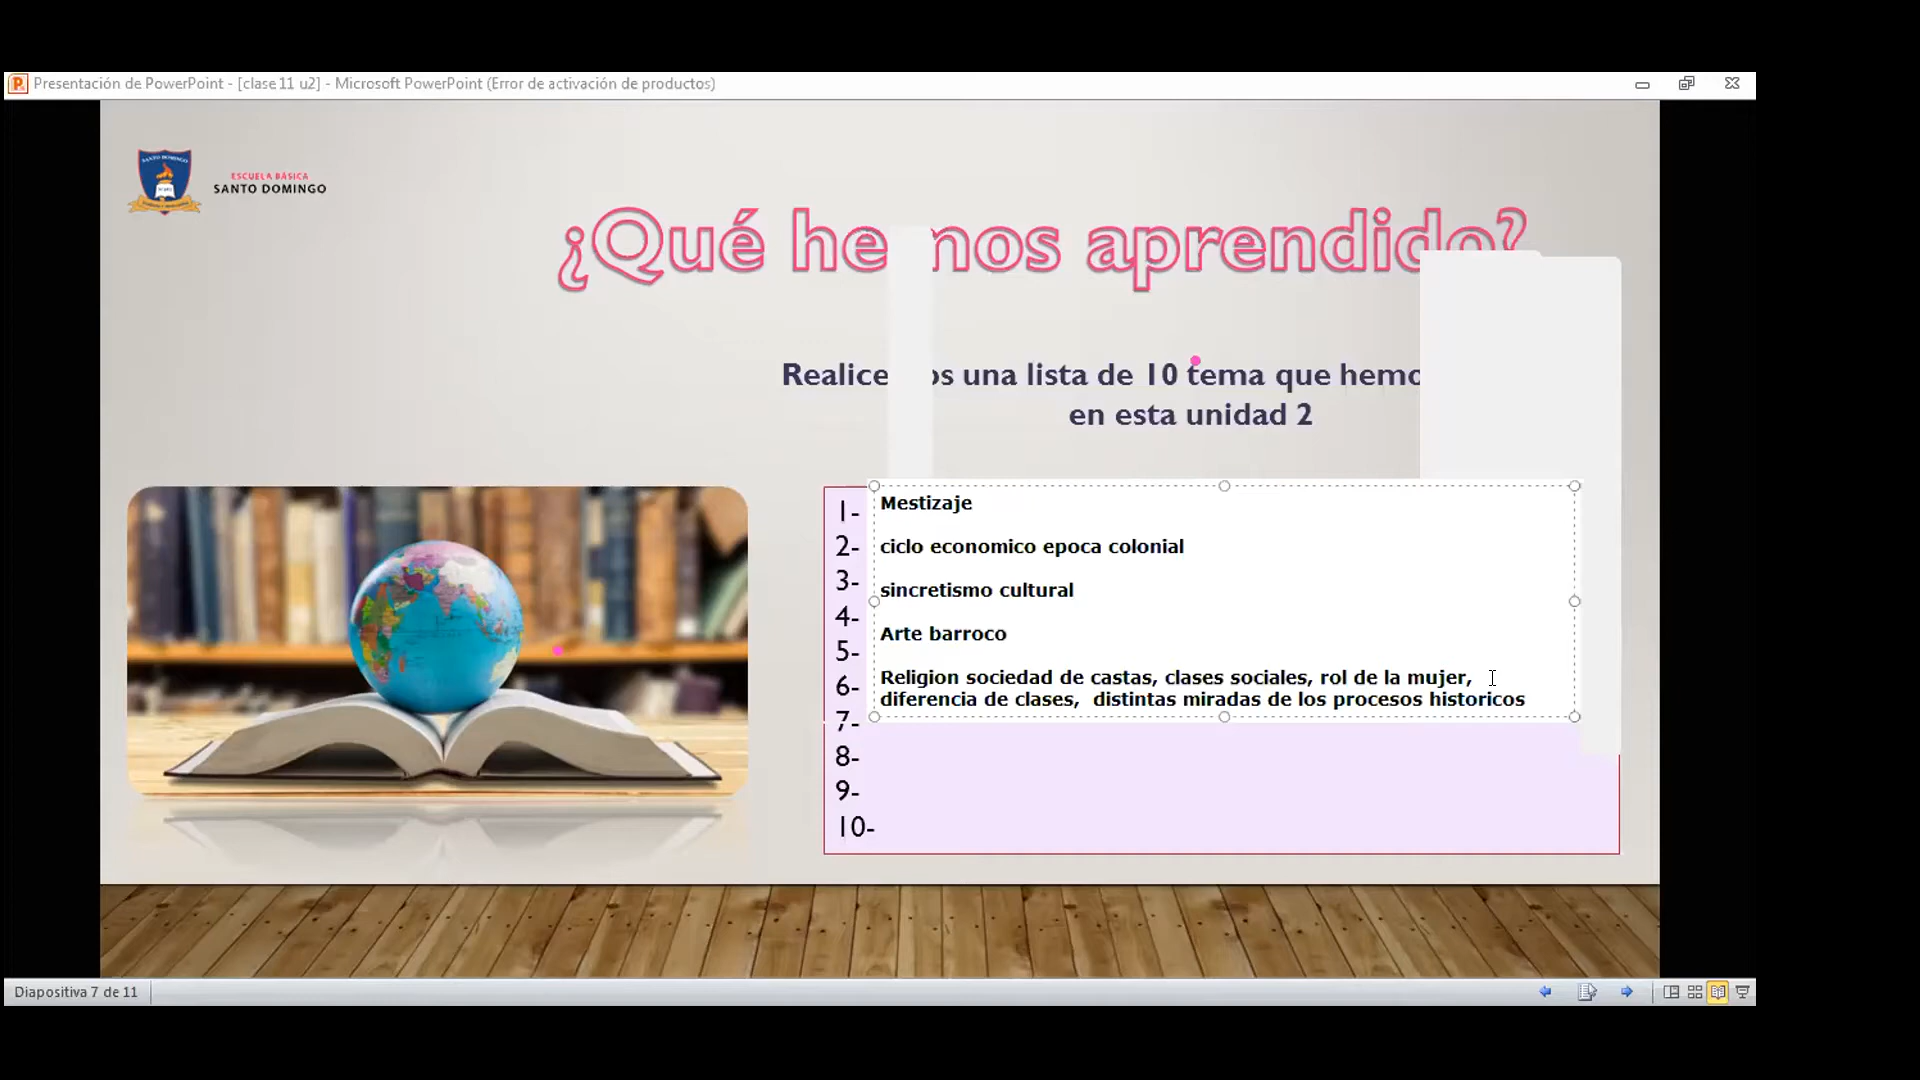 Presentación de PowerPoint - [clase 11 u2] - Microsoft PowerPoint (Error de activación de productos)
SANTO DOMINGO
ESCUELA BÁSICA
SANTO DOMINGO
¿Qué he mos aprendido?
Realice os una lista de 10 tema que hemo
en esta unidad 2
1- Mestizaje
2- ciclo economico epoca colonial
3- sincretismo cultural
4- Arte barroco
5- Religion sociedad de castas, clases sociales, rol de la mujer,
6- diferencia de clases, distintas miradas de los procesos historicos
7-
8-
9-
10-
Diapositiva 7 de 11